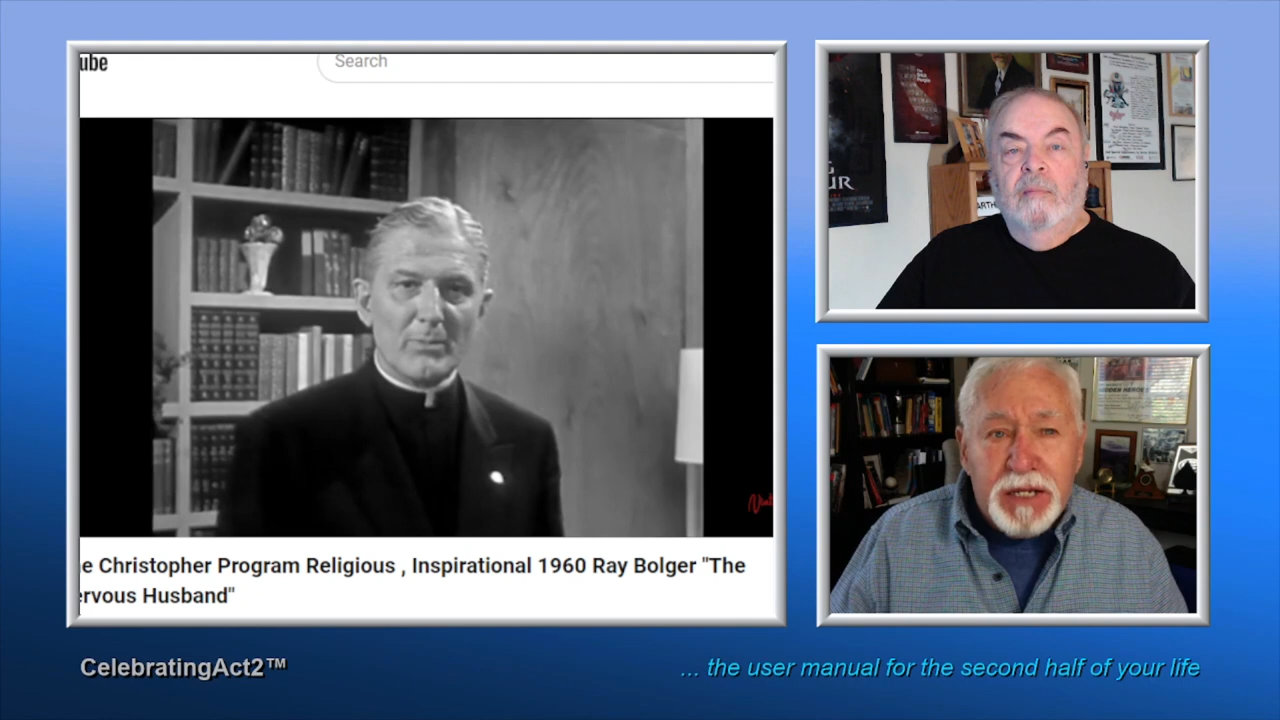 ube
Search
e Christopher Program Religious , Inspirational 1960 Ray Bolger "The
ervous Husband"
CelebratingAct2™
... the user manual for the second half of your life